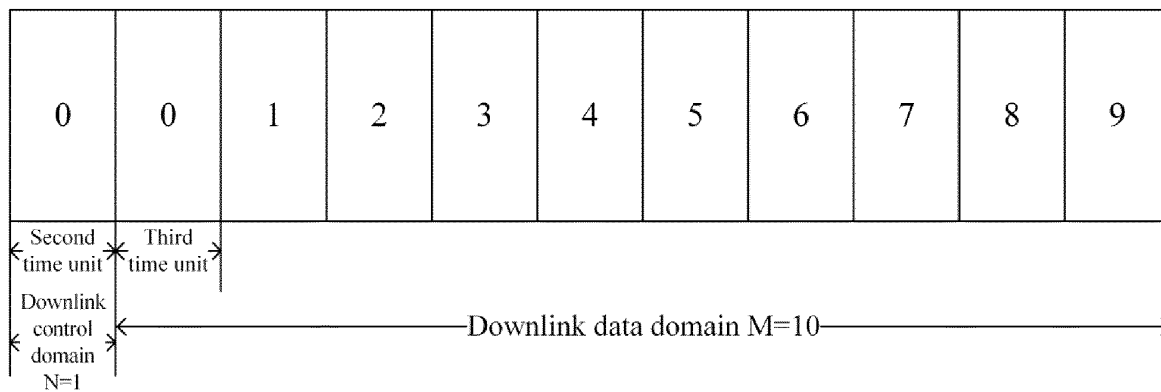 0 0 1 2 3 4 5 6 7 8 9
Second Third
time unit time unit
Downlink
control
domain
N=1
Downlink data domain M=10